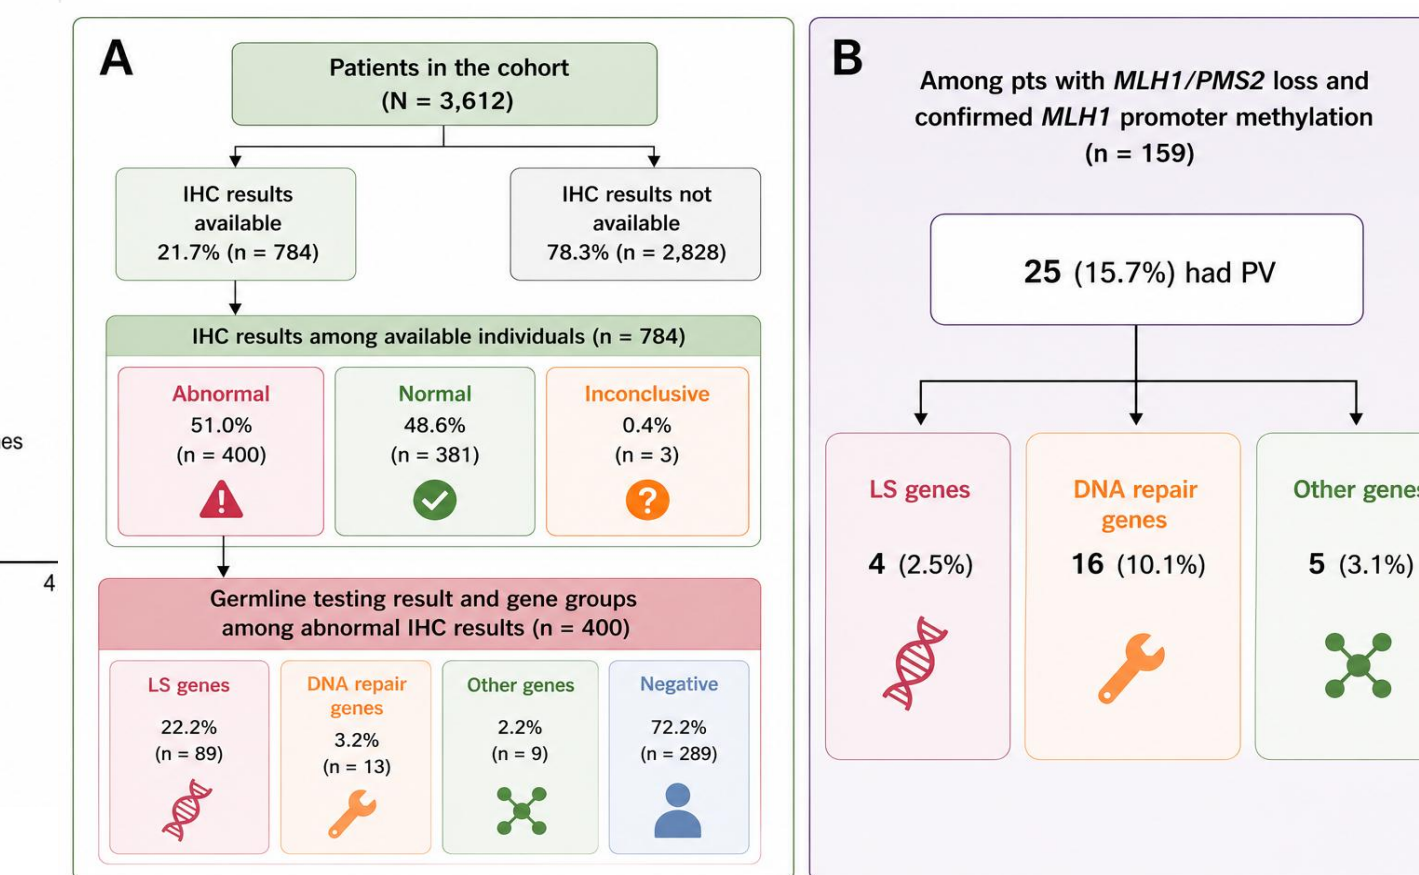 es
4
A
Patients in the cohort
(N = 3,612)
IHC results
available
21.7% (n = 784)
IHC results not
available
78.3% (n = 2,828)
IHC results among available individuals (n = 784)
Abnormal
51.0%
(n = 400)
Normal
48.6%
(n = 381)
Inconclusive
0.4%
(n = 3)
Germline testing result and gene groups
among abnormal IHC results (n = 400)
LS genes
22.2%
(n = 89)
DNA repair
genes
3.2%
(n = 13)
Other genes
2.2%
(n = 9)
Negative
72.2%
(n = 289)
B
Among pts with MLH1/PMS2 loss and
confirmed MLH1 promoter methylation
(n = 159)
25 (15.7%) had PV
LS genes
4 (2.5%)
DNA repair
genes
16 (10.1%)
Other genes
5 (3.1%)